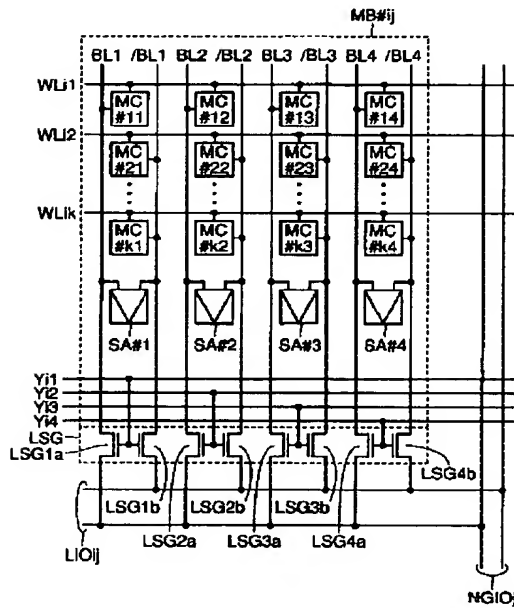 MB#ij
BL1 /BL1 BL2 /BL2 BL3 /BL3 BL4 /BL4
WLi1
MC #11 MC #12 MC #13 MC #14
WLi2
MC #21 MC #22 MC #23 MC #24
WLik
MC #k1 MC #k2 MC #k3 MC #k4
SA#1 SA#2 SA#3 SA#4
Yi1
Yi2
Yi3
Yi4
LSG
LSG1a
LSG4b
LSG1b LSG2b LSG3b
LSG2a LSG3a LSG4a
LIOij
NGIOj